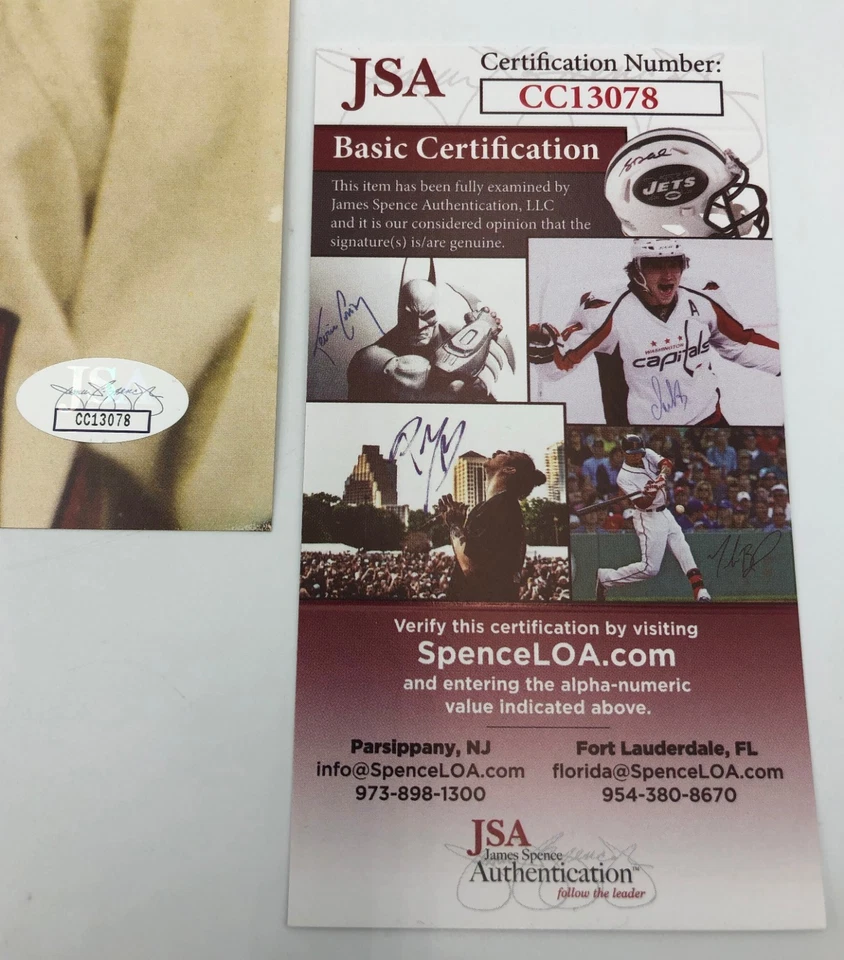 JSA
CC13078
JSA
Certification Number:
CC13078
Basic Certification
This item has been fully examined by
James Spence Authentication, LLC
and it is our considered opinion that the
signature(s) is/are genuine.
JETS
WASHINGTON
capitals
A
Verify this certification by visiting
SpenceLOA.com
and entering the alpha-numeric
value indicated above.
Parsippany, NJ
info@SpenceLOA.com
973-898-1300
Fort Lauderdale, FL
florida@SpenceLOA.com
954-380-8670
JSA
James Spence
Authentication™
follow the leader